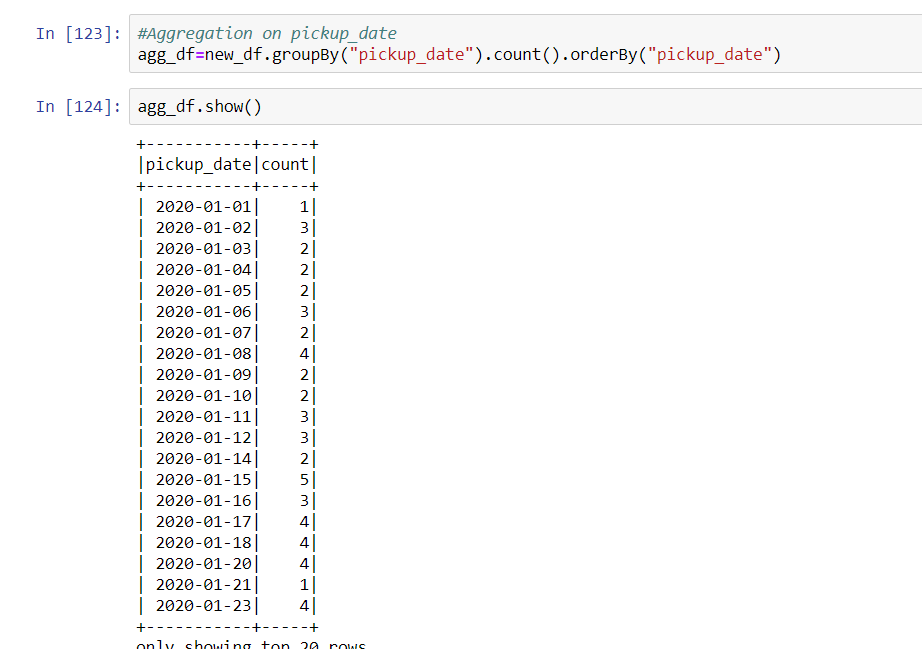 In [123]: #Aggregation on pickup_date
agg_df=new_df.groupBy("pickup_date").count().orderBy("pickup_date")
In [124]: agg_df.show()
+-----------+-----+
|pickup_date|count|
+-----------+-----+
| 2020-01-01|    1|
| 2020-01-02|    3|
| 2020-01-03|    2|
| 2020-01-04|    2|
| 2020-01-05|    2|
| 2020-01-06|    3|
| 2020-01-07|    2|
| 2020-01-08|    4|
| 2020-01-09|    2|
| 2020-01-10|    2|
| 2020-01-11|    3|
| 2020-01-12|    3|
| 2020-01-14|    2|
| 2020-01-15|    5|
| 2020-01-16|    3|
| 2020-01-17|    4|
| 2020-01-18|    4|
| 2020-01-20|    4|
| 2020-01-21|    1|
| 2020-01-23|    4|
+-----------+-----+
only showing top 20 rows